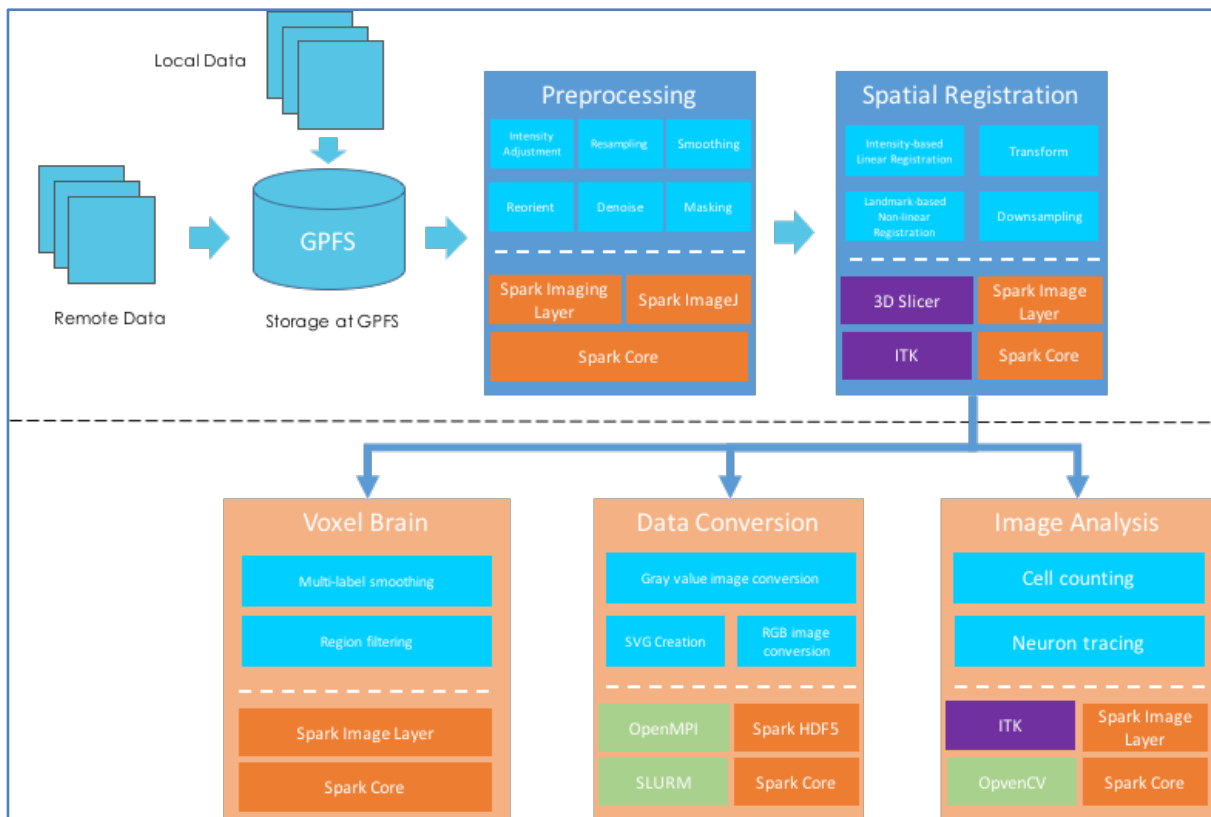 Local Data
Remote Data
GPFS
Storage at GPFS
Preprocessing
Intensity
Adjustment
Resampling
Smoothing
Reorient
Denoise
Masking
Spark Imaging
Layer
Spark ImageJ
Spark Core
Spatial Registration
Intensity-based
Linear Registration
Transform
Landmark-based
Non-linear
Registration
Downsampling
3D Slicer
Spark Image
Layer
ITK
Spark Core
Voxel Brain
Multi-label smoothing
Region filtering
Spark Image Layer
Spark Core
Data Conversion
Gray value image conversion
SVG Creation
RGB image
conversion
OpenMPI
Spark HDF5
SLURM
Spark Core
Image Analysis
Cell counting
Neuron tracing
ITK
Spark Image
Layer
OpvenCV
Spark Core